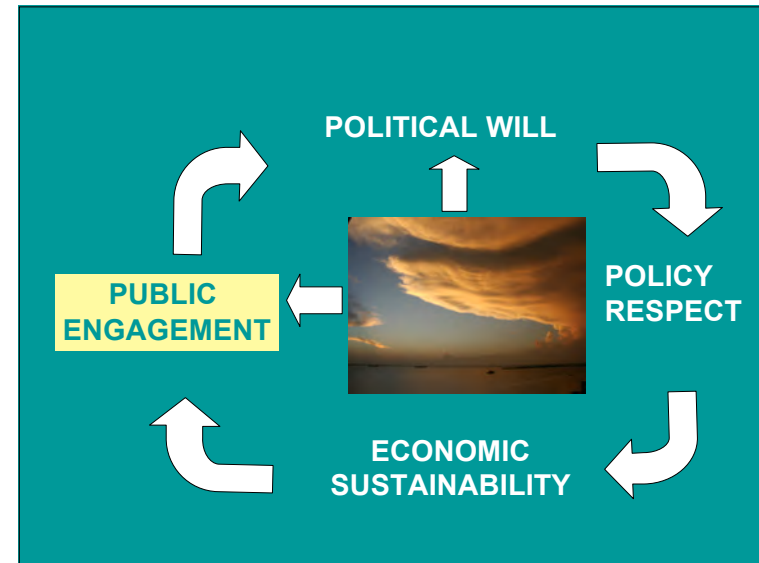 POLITICAL WILL
POLICY
RESPECT
PUBLIC
ENGAGEMENT
ECONOMIC
SUSTAINABILITY